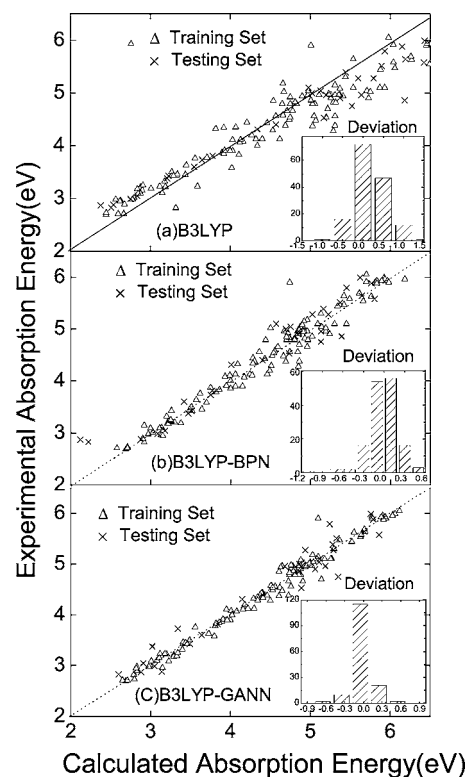 6
△ Training Set
× Testing Set
5
4
Deviation
60
3
40
20
(a)B3LYP
0
2
-1.5 -1.0 -0.5 0.0 0.5 1.0 1.5
6
△ Training Set
× Testing Set
5
Deviation
4
60
40
3
20
(b)B3LYP-BPN
0
2
-0.9 -0.6 -0.3 0.0 0.3 0.6
6
△ Training Set
× Testing Set
5
Deviation
4
120
90
3
60
30
(C)B3LYP-GANN
0
2
-0.9 -0.6 -0.3 0.0 0.3 0.6 0.9
2 3 4 5 6
Calculated Absorption Energy(eV)
Experimental Absorption Energy(eV)